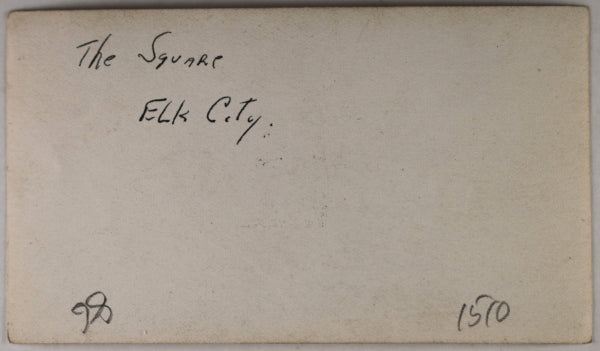 The Square
Elk City.
1510